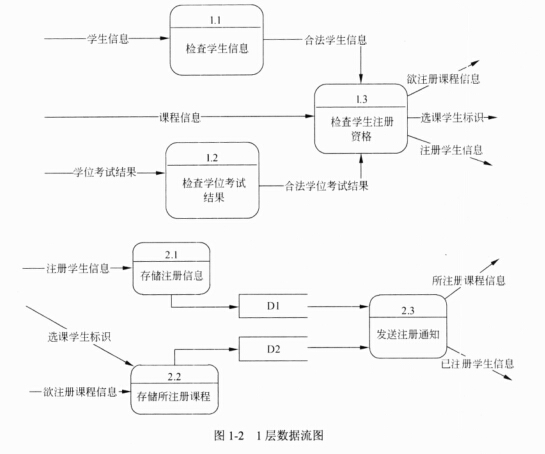 1.1
学生信息
检查学生信息
合法学生信息
欲注册课程信息
1.3
课程信息
检查学生注册
资格
选课学生标识
注册学生信息
1.2
学位考试结果
检查学位考试
结果
合法学位考试结果
2.1
注册学生信息
存储注册信息
所注册课程信息
D1
2.3
发送注册通知
选课学生标识
D2
已注册学生信息
2.2
欲注册课程信息
存储所注册课程
图 1-2 1 层数据流图